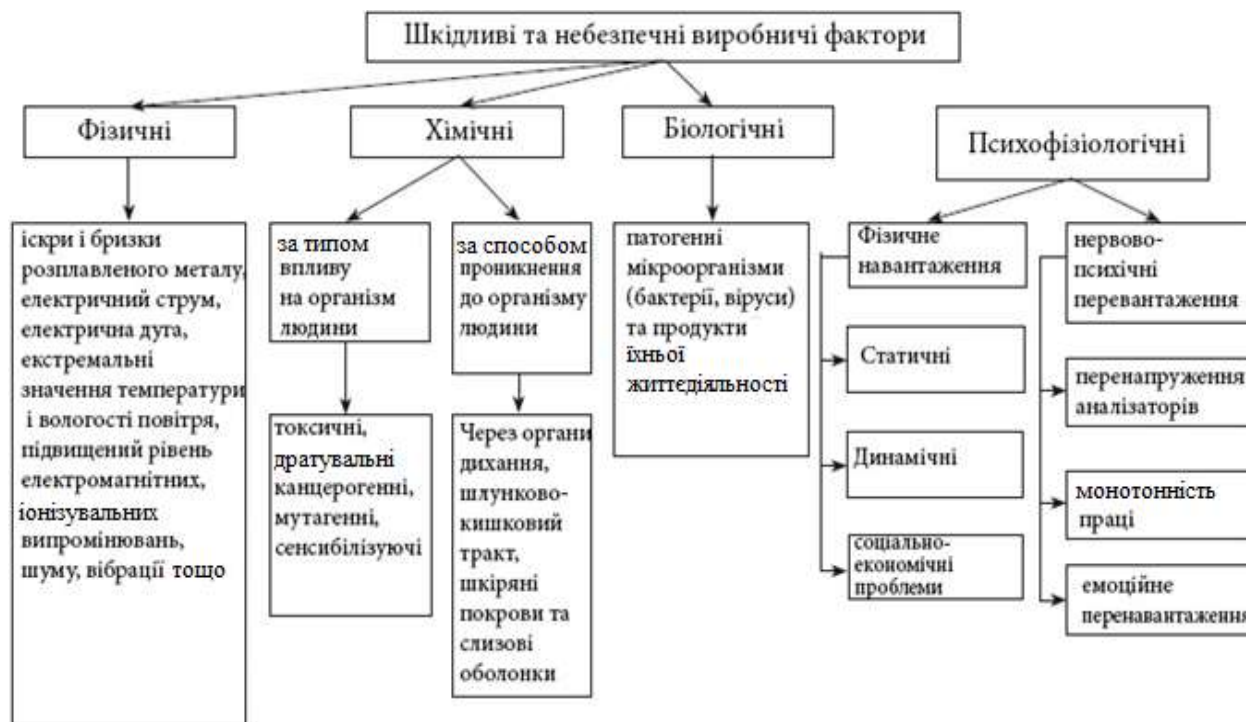 Шкідливі та небезпечні виробничі фактори
Фізичні
Хімічні
Біологічні
Психофізіологічні
іскри і бризки
розплавленого металу,
електричний струм,
електрична дуга,
екстремальні
значення температури
і вологості повітря,
підвищений рівень
електромагнітних,
іонізувальних
випромінювань,
шуму, вібрації тощо
за типом
впливу
на організм
людини
токсичні,
дратувальні
канцерогенні,
мутагенні,
сенсибілізуючі
за способом
проникнення
до організму
людини
Через органи
дихання,
шлунково-
кишковий
тракт,
шкіряні
покрови та
слизові
оболонки
патогенні
мікроорганізми
(бактерії, віруси)
та продукти
їхньої
життєдіяльності
Фізичне
навантаження
Статичні
Динамічні
соціально-
економічні
проблеми
нервово-
психічні
перевантаження
перенапруження
аналізаторів
монотонність
праці
емоційне
перенавантаження